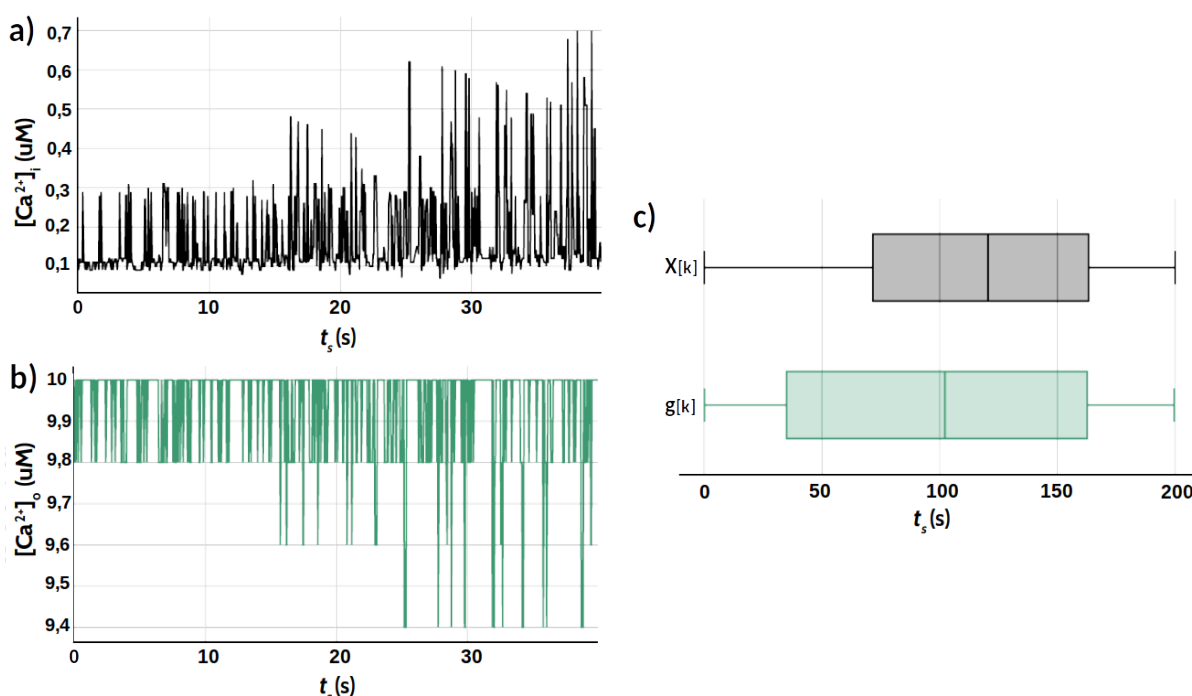 a)
[Ca²⁺]ᵢ (uM)
0,7
0,6
0,5
0,4
0,3
0,2
0,1
0 10 20 30
tₛ (s)
b)
[Ca²⁺]ₒ (uM)
10
9,9
9,8
9,7
9,6
9,5
9,4
0 10 20 30
tₛ (s)
c)
X[k]
g[k]
0 50 100 150 200
tₛ (s)